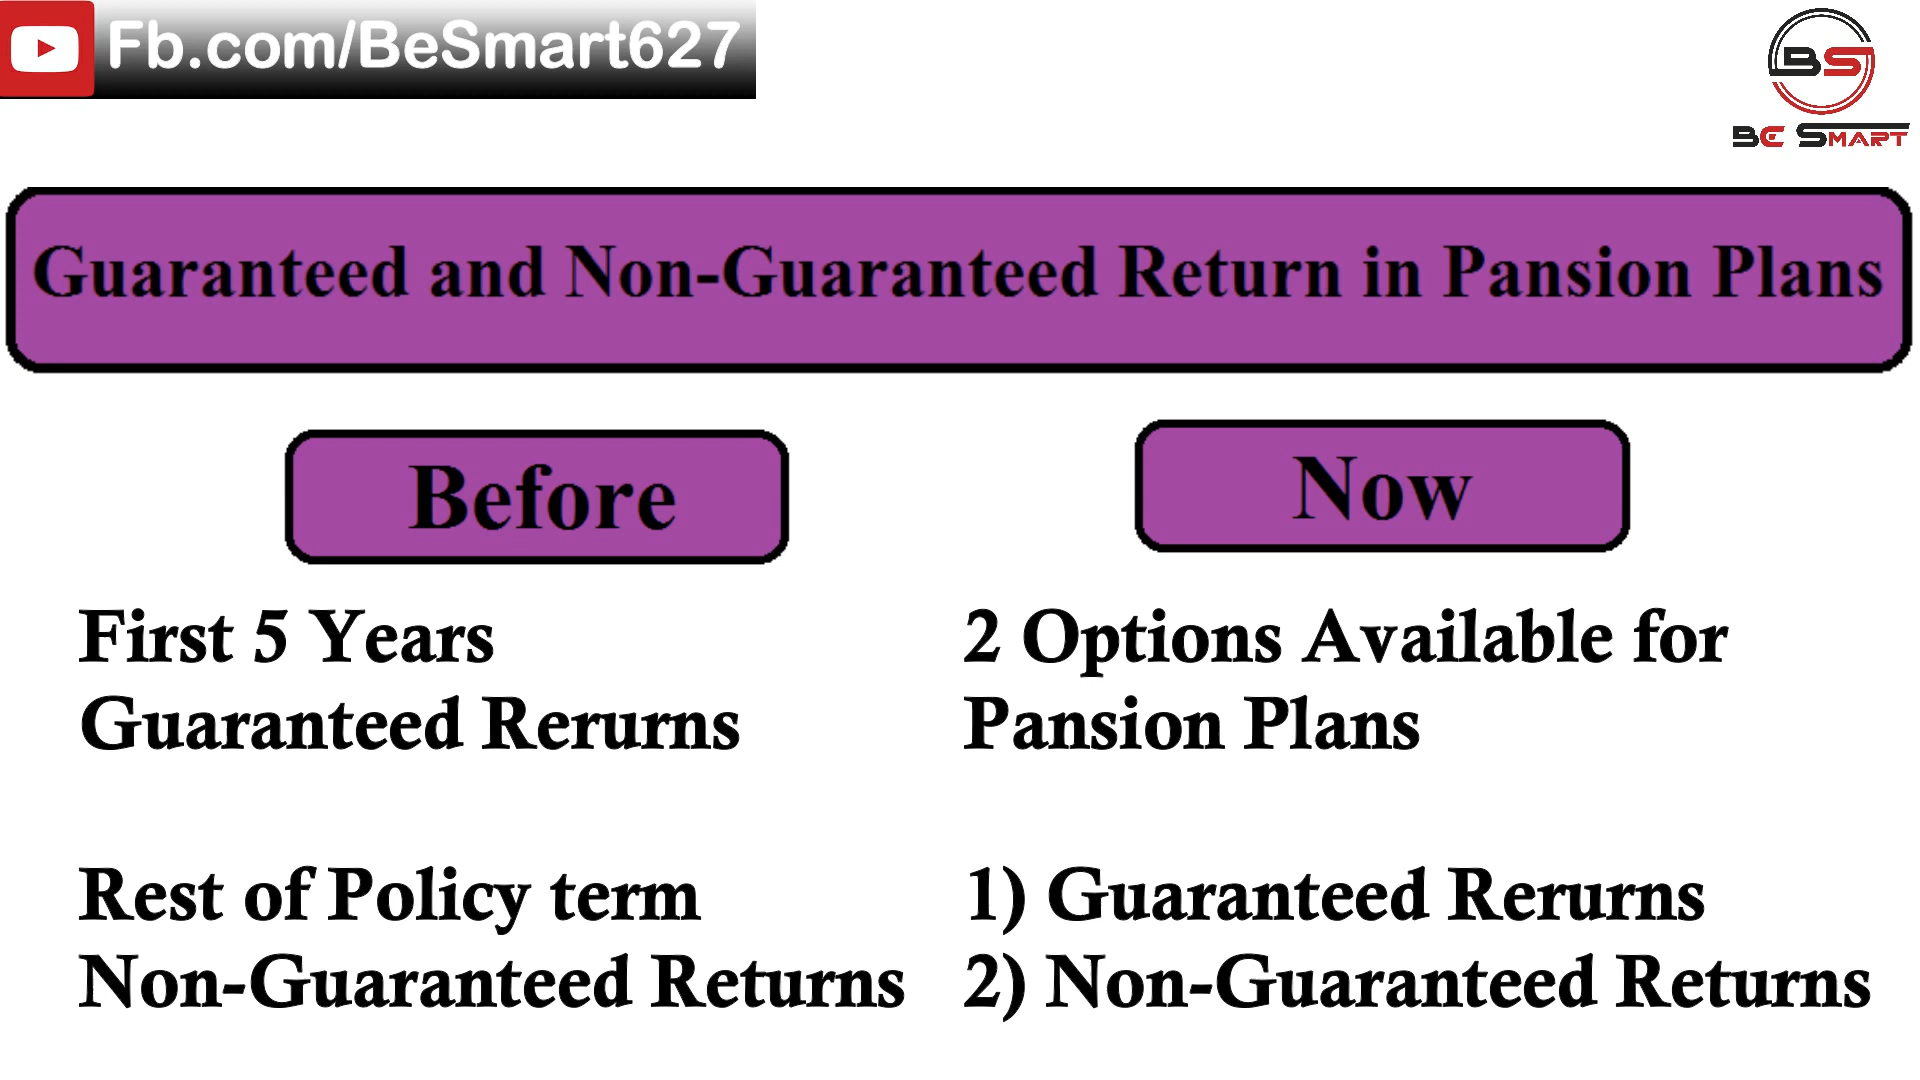 Fb.com/BeSmart627
BS
BE SMART
Guaranteed and Non-Guaranteed Return in Pansion Plans
Before
Now
First 5 Years
Guaranteed Rerurns
Rest of Policy term
Non-Guaranteed Returns
2 Options Available for
Pansion Plans
1) Guaranteed Rerurns
2) Non-Guaranteed Returns